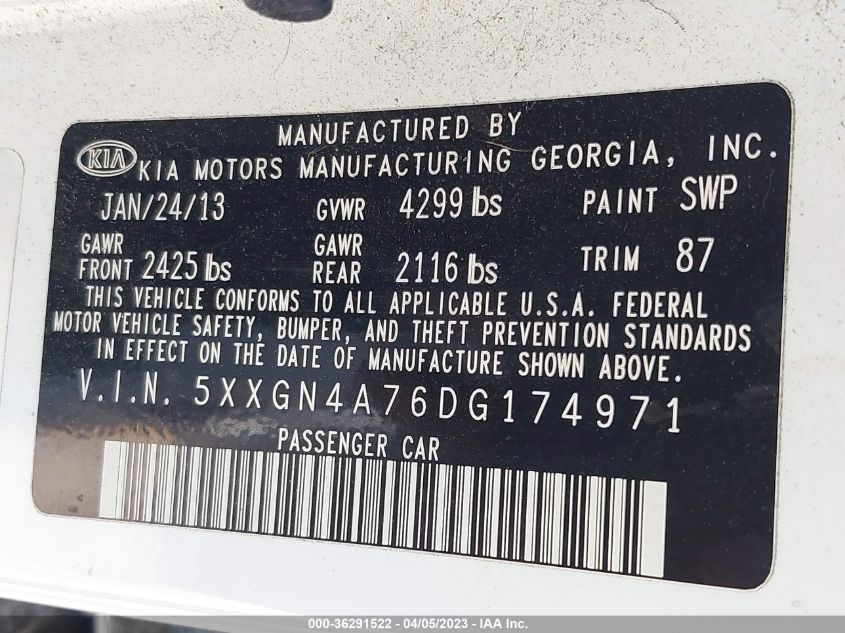 MANUFACTURED BY
KIA KIA MOTORS MANUFACTURING GEORGIA, INC.
JAN/24/13 GVWR 4299 lbs PAINT SWP
GAWR FRONT 2425 lbs GAWR REAR 2116 lbs TRIM 87
THIS VEHICLE CONFORMS TO ALL APPLICABLE U.S.A. FEDERAL
MOTOR VEHICLE SAFETY, BUMPER, AND THEFT PREVENTION STANDARDS
IN EFFECT ON THE DATE OF MANUFACTURE SHOWN ABOVE.
V.I.N. 5XXGN4A76DG174971
PASSENGER CAR
000-36291522 - 04/05/2023 - IAA Inc.